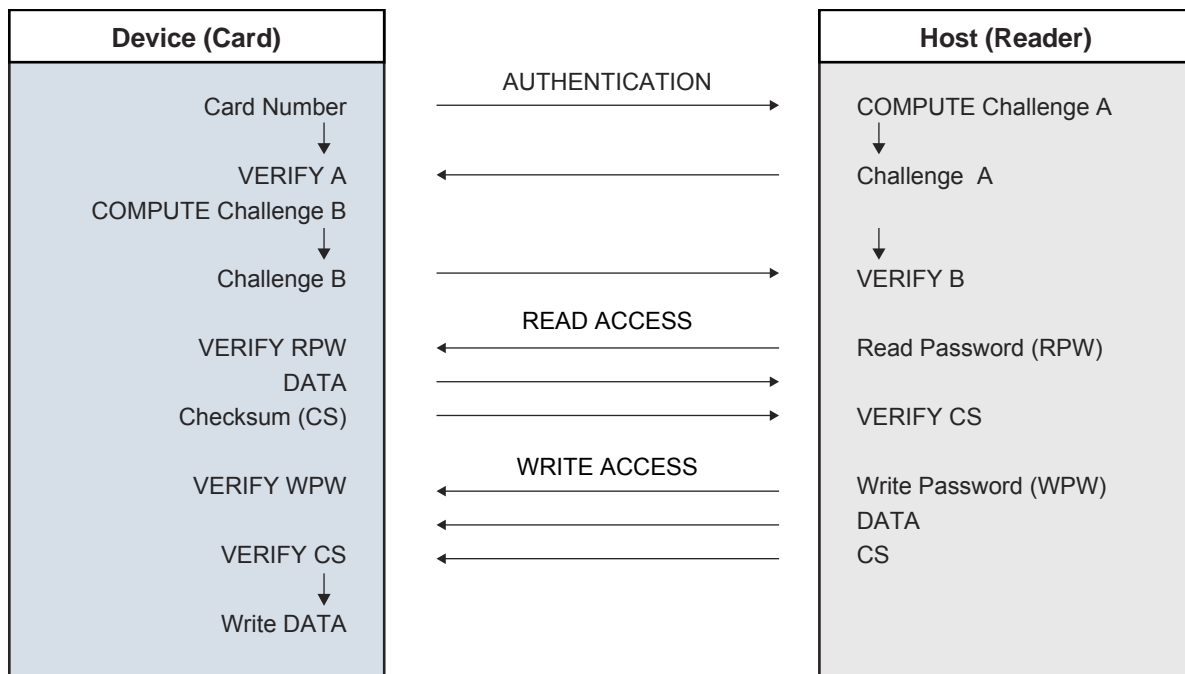 Device (Card)
Host (Reader)
AUTHENTICATION
Card Number
COMPUTE Challenge A
VERIFY A
Challenge A
COMPUTE Challenge B
Challenge B
VERIFY B
READ ACCESS
VERIFY RPW
Read Password (RPW)
DATA
Checksum (CS)
VERIFY CS
WRITE ACCESS
VERIFY WPW
Write Password (WPW)
DATA
VERIFY CS
CS
Write DATA